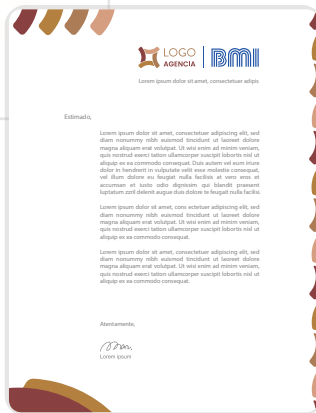 LOGO
AGENCIA
BMI
Lorem ipsum dolor sit amet, consectetuer adipis
Estimado,
Lorem ipsum dolor sit amet, consectetuer adipiscing elit, sed
diam nonummy nibh euismod tincidunt ut laoreet dolore
magna aliquam erat volutpat. Ut wisi enim ad minim veniam,
quis nostrud exerci tation ullamcorper suscipit lobortis nisl ut
aliquip ex ea commodo consequat. Duis autem vel eum iriure
dolor in hendrerit in vulputate velit esse molestie consequat,
vel illum dolore eu feugiat nulla facilisis at vero eros et
accumsan et iusto odio dignissim qui blandit praesent
luptatum zzril delenit augue duis dolore te feugait nulla facilisi.
Lorem ipsum dolor sit amet, cons ectetuer adipiscing elit, sed
diam nonummy nibh euismod tincidunt ut laoreet dolore
magna aliquam erat volutpat. Ut wisi enim ad minim veniam,
quis nostrud exerci tation ullamcorper suscipit lobortis nisl ut
aliquip ex ea commodo consequat.
Lorem ipsum dolor sit amet, consectetuer adipiscing elit, sed
diam nonummy nibh euismod tincidunt ut laoreet dolore
magna aliquam erat volutpat. Ut wisi enim ad minim veniam,
quis nostrud exerci tation ullamcorper suscipit lobortis nisl ut
aliquip ex ea commodo consequat.
Atentamente,
Lorem ipsum